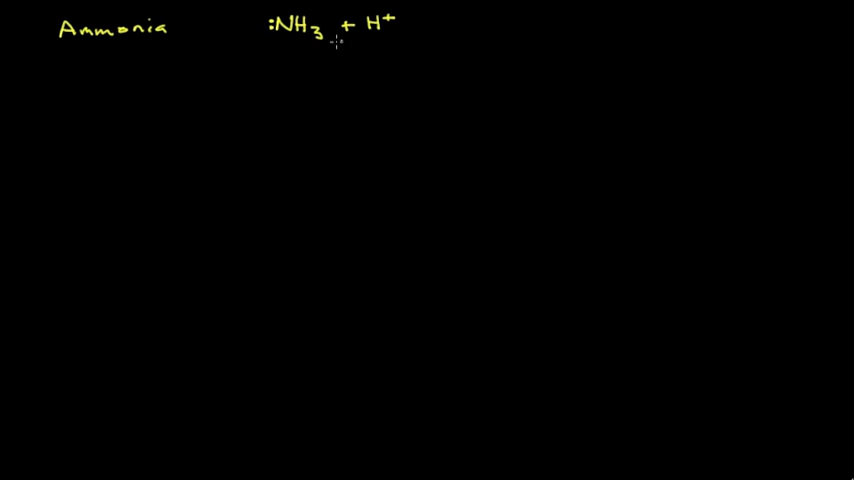 Ammonia :NH₃ + H⁺